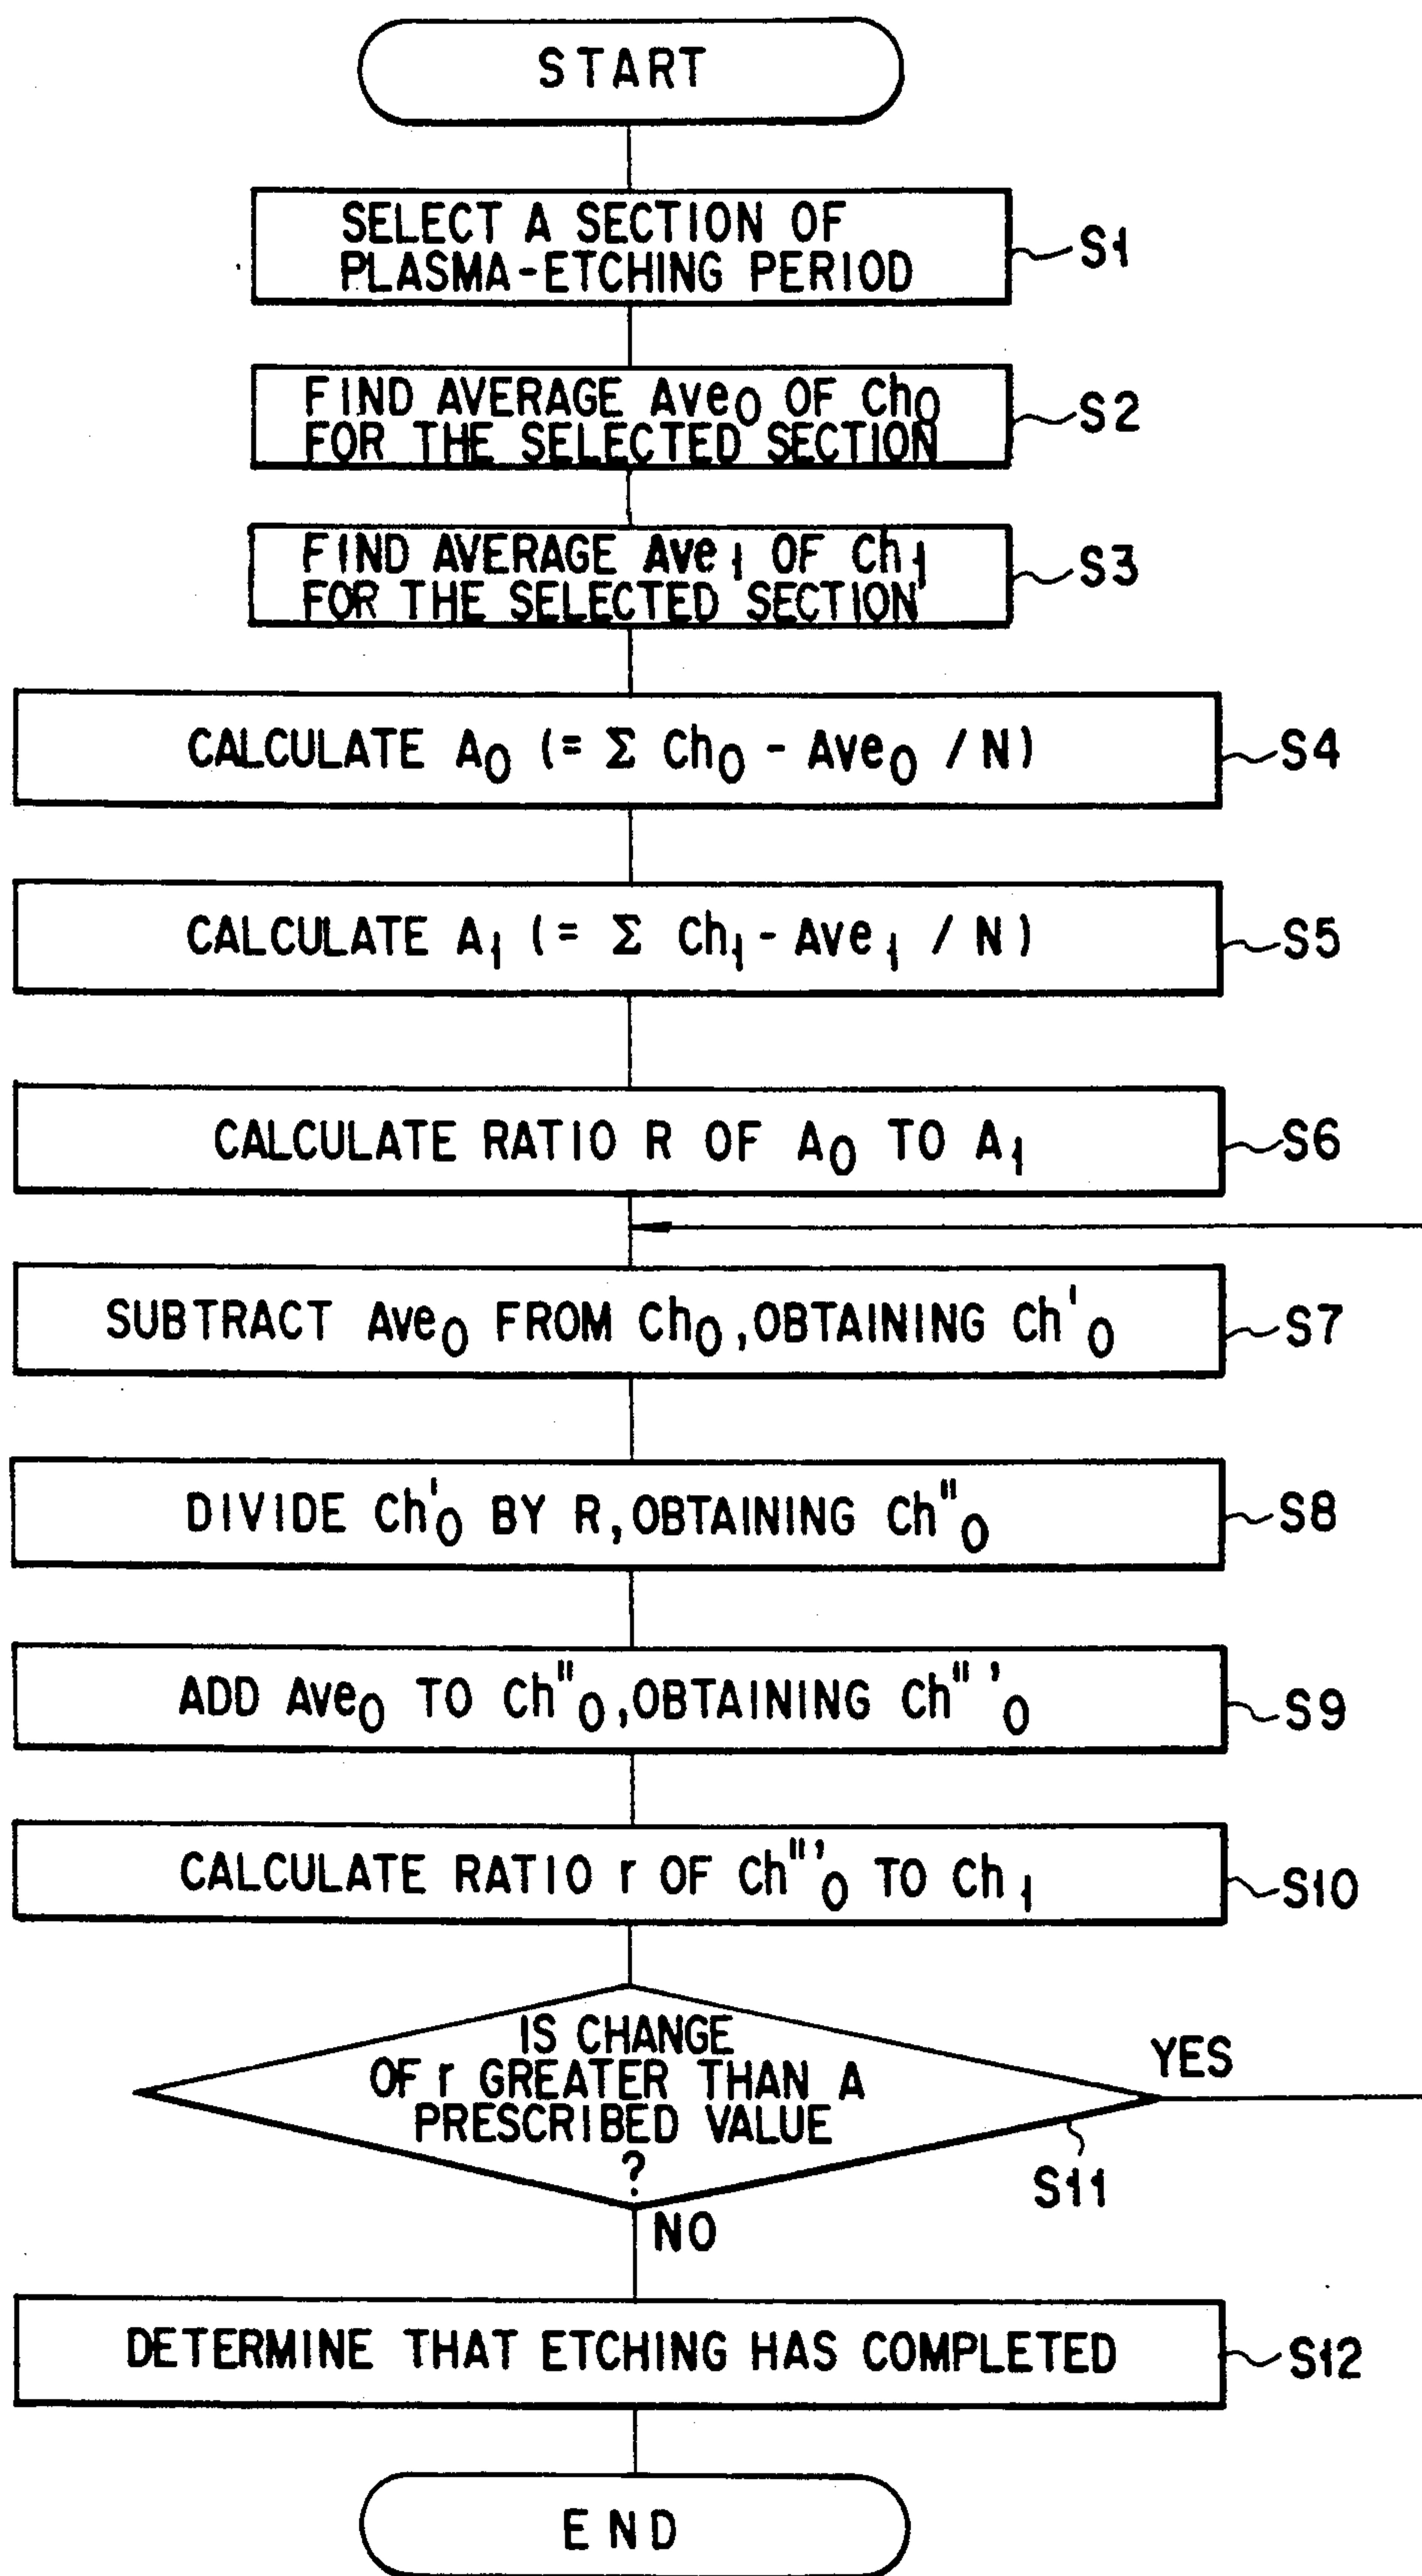 START
SELECT A SECTION OF
PLASMA-ETCHING PERIOD
S1
FIND AVERAGE Ave0 OF Ch0
FOR THE SELECTED SECTION
S2
FIND AVERAGE Ave1 OF Ch1
FOR THE SELECTED SECTION
S3
CALCULATE A0 (= Σ Ch0 - Ave0 / N)
S4
CALCULATE A1 (= Σ Ch1 - Ave1 / N)
S5
CALCULATE RATIO R OF A0 TO A1
S6
SUBTRACT Ave0 FROM Ch0, OBTAINING Ch'0
S7
DIVIDE Ch'0 BY R, OBTAINING Ch"0
S8
ADD Ave0 TO Ch"0, OBTAINING Ch"'0
S9
CALCULATE RATIO r OF Ch"'0 TO Ch1
S10
IS CHANGE
OF r GREATER THAN A
PRESCRIBED VALUE
?
YES
S11
NO
DETERMINE THAT ETCHING HAS COMPLETED
S12
END